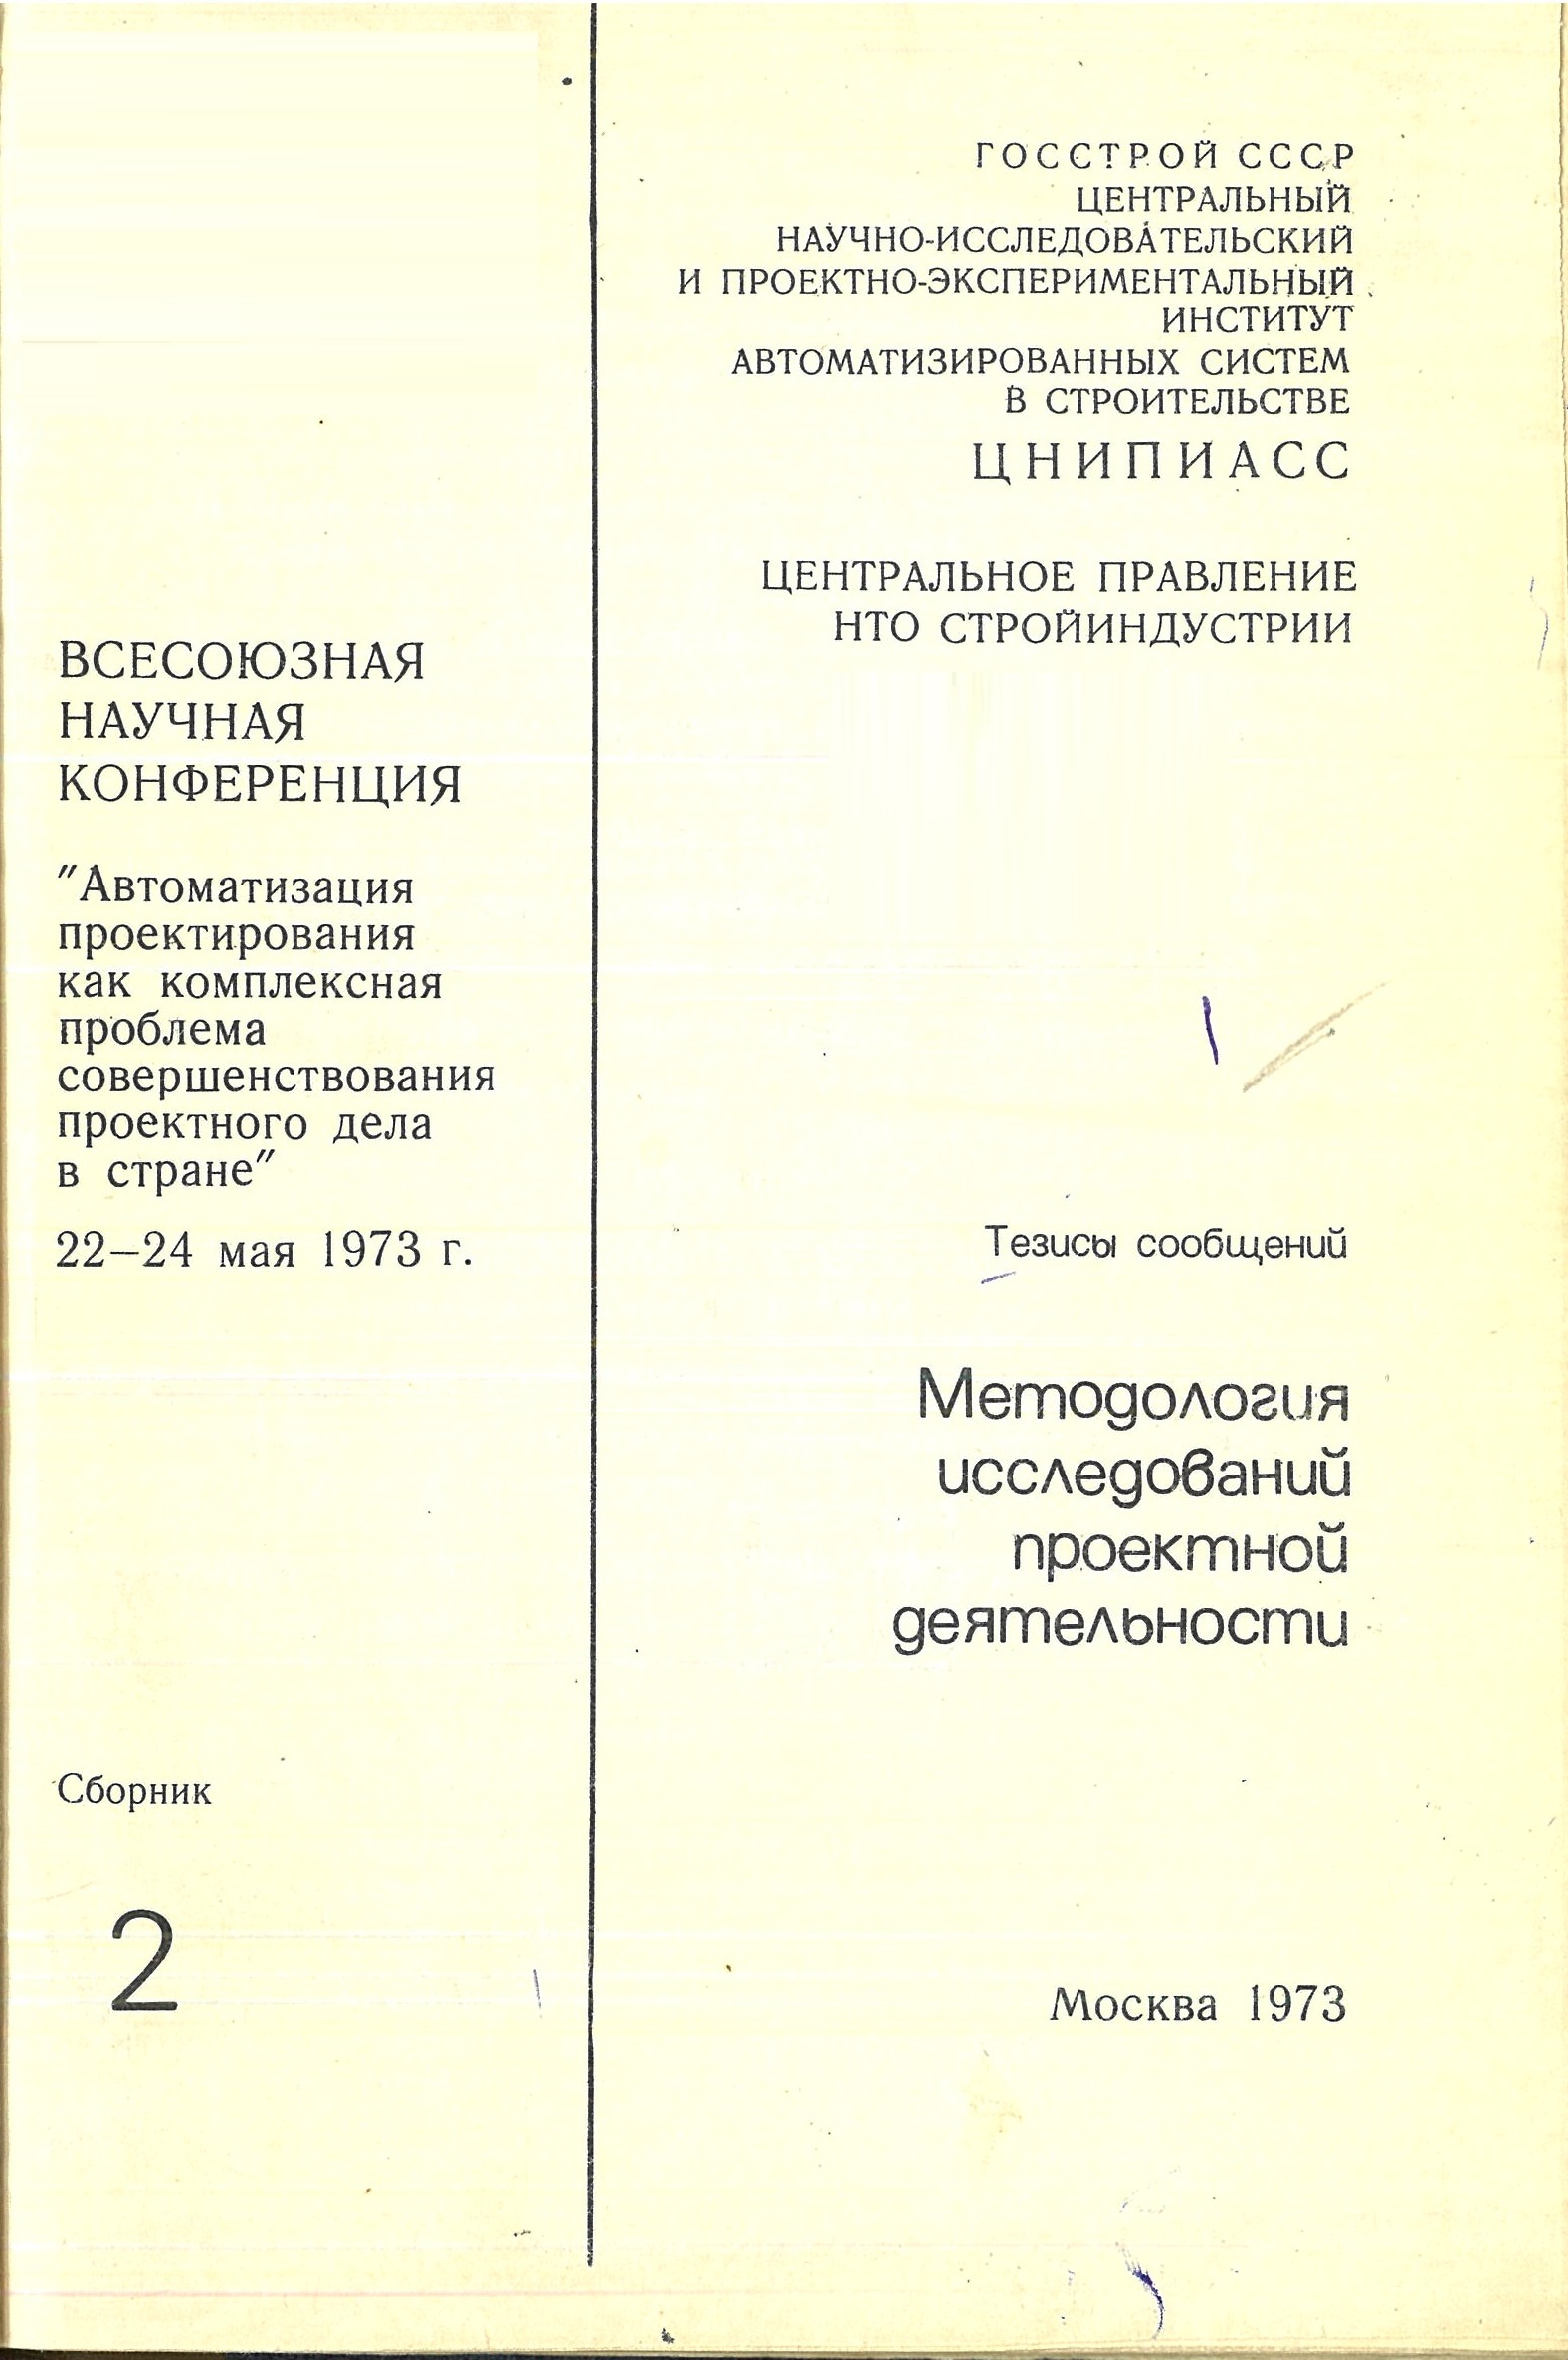 ГОССТРОЙ СССР
ЦЕНТРАЛЬНЫЙ
НАУЧНО-ИССЛЕДОВАТЕЛЬСКИЙ
И ПРОЕКТНО-ЭКСПЕРИМЕНТАЛЬНЫЙ
ИНСТИТУТ
АВТОМАТИЗИРОВАННЫХ СИСТЕМ
В СТРОИТЕЛЬСТВЕ
ЦНИПИАСС
ЦЕНТРАЛЬНОЕ ПРАВЛЕНИЕ
НТО СТРОЙИНДУСТРИИ
ВСЕСОЮЗНАЯ
НАУЧНАЯ
КОНФЕРЕНЦИЯ
"Автоматизация
проектирования
как комплексная
проблема
совершенствования
проектного дела
в стране"
22–24 мая 1973 г.
Тезисы сообщений
Методология
исследований
проектной
деятельности
Сборник
2
Москва 1973